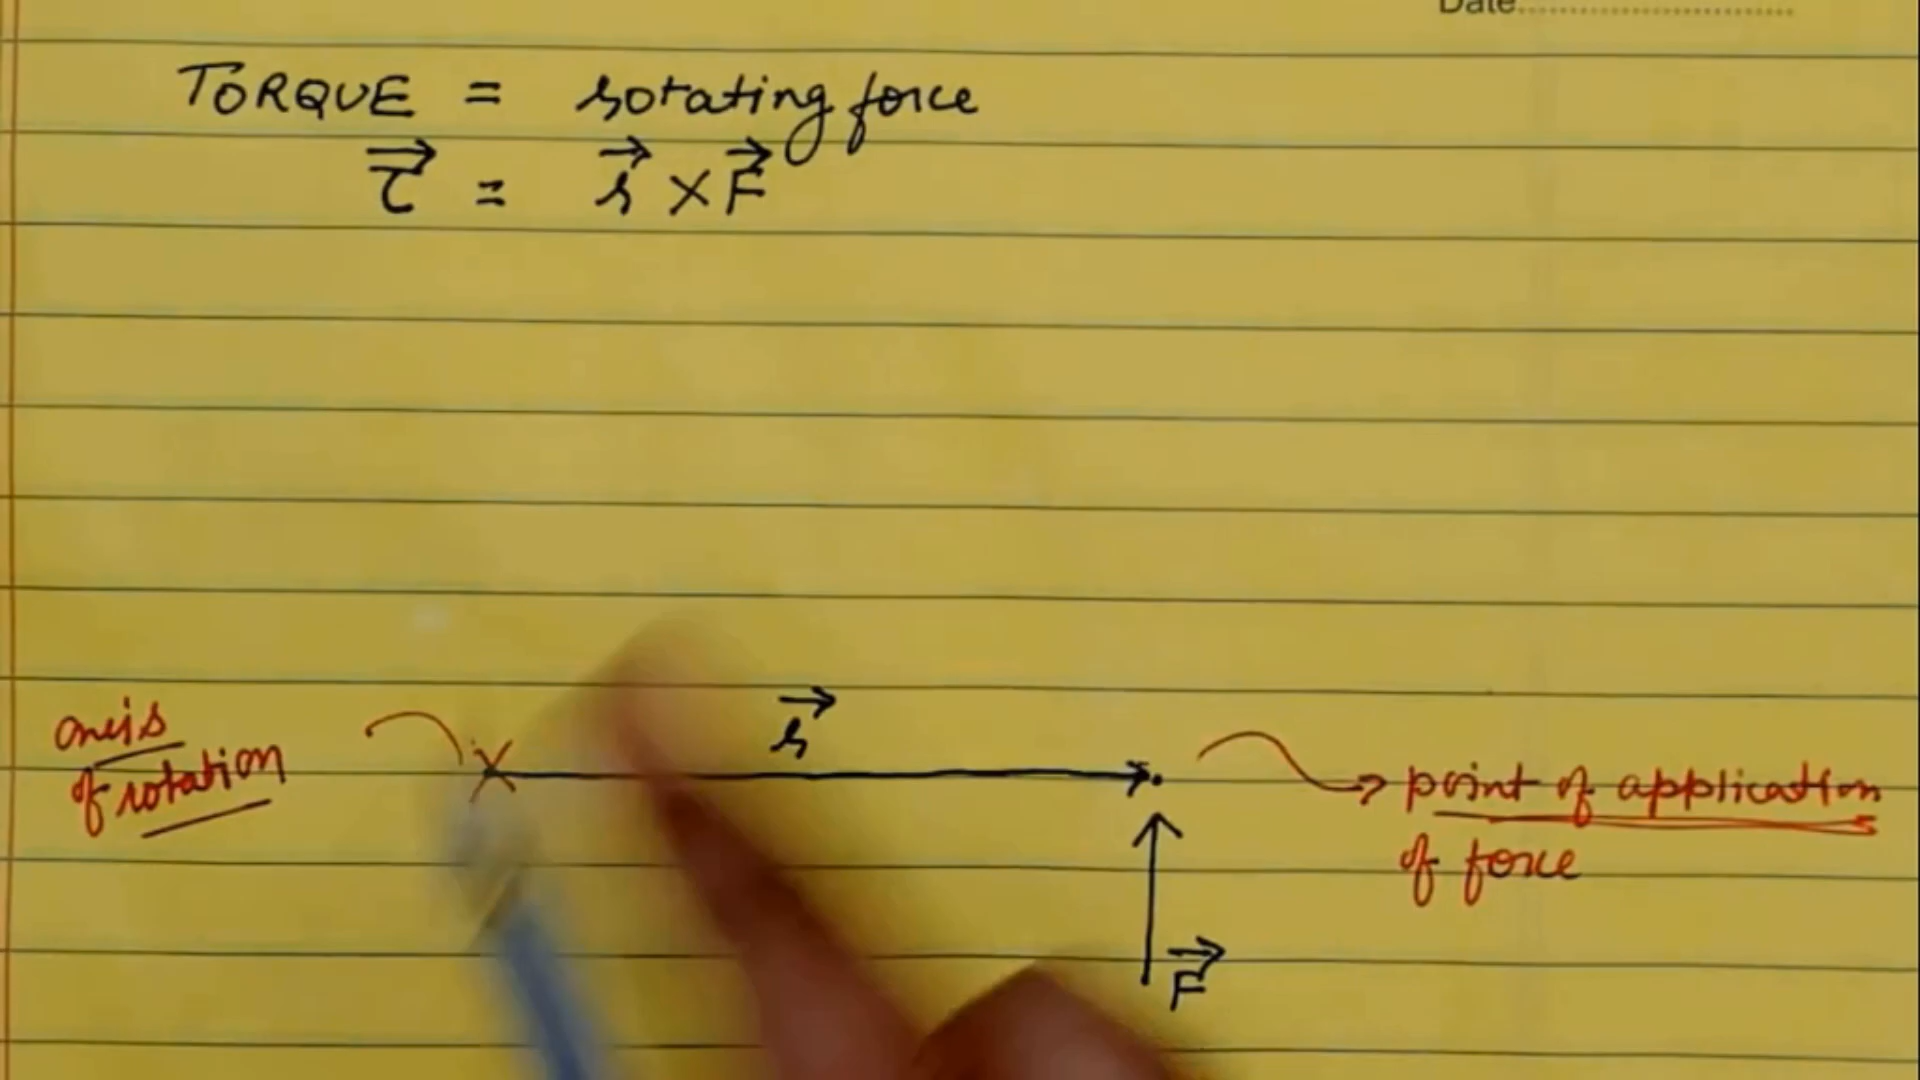 Date
TORQUE = rotating force
τ⃗ = r⃗ × F⃗
r⃗
axis
of rotation
point of application
of force
F⃗